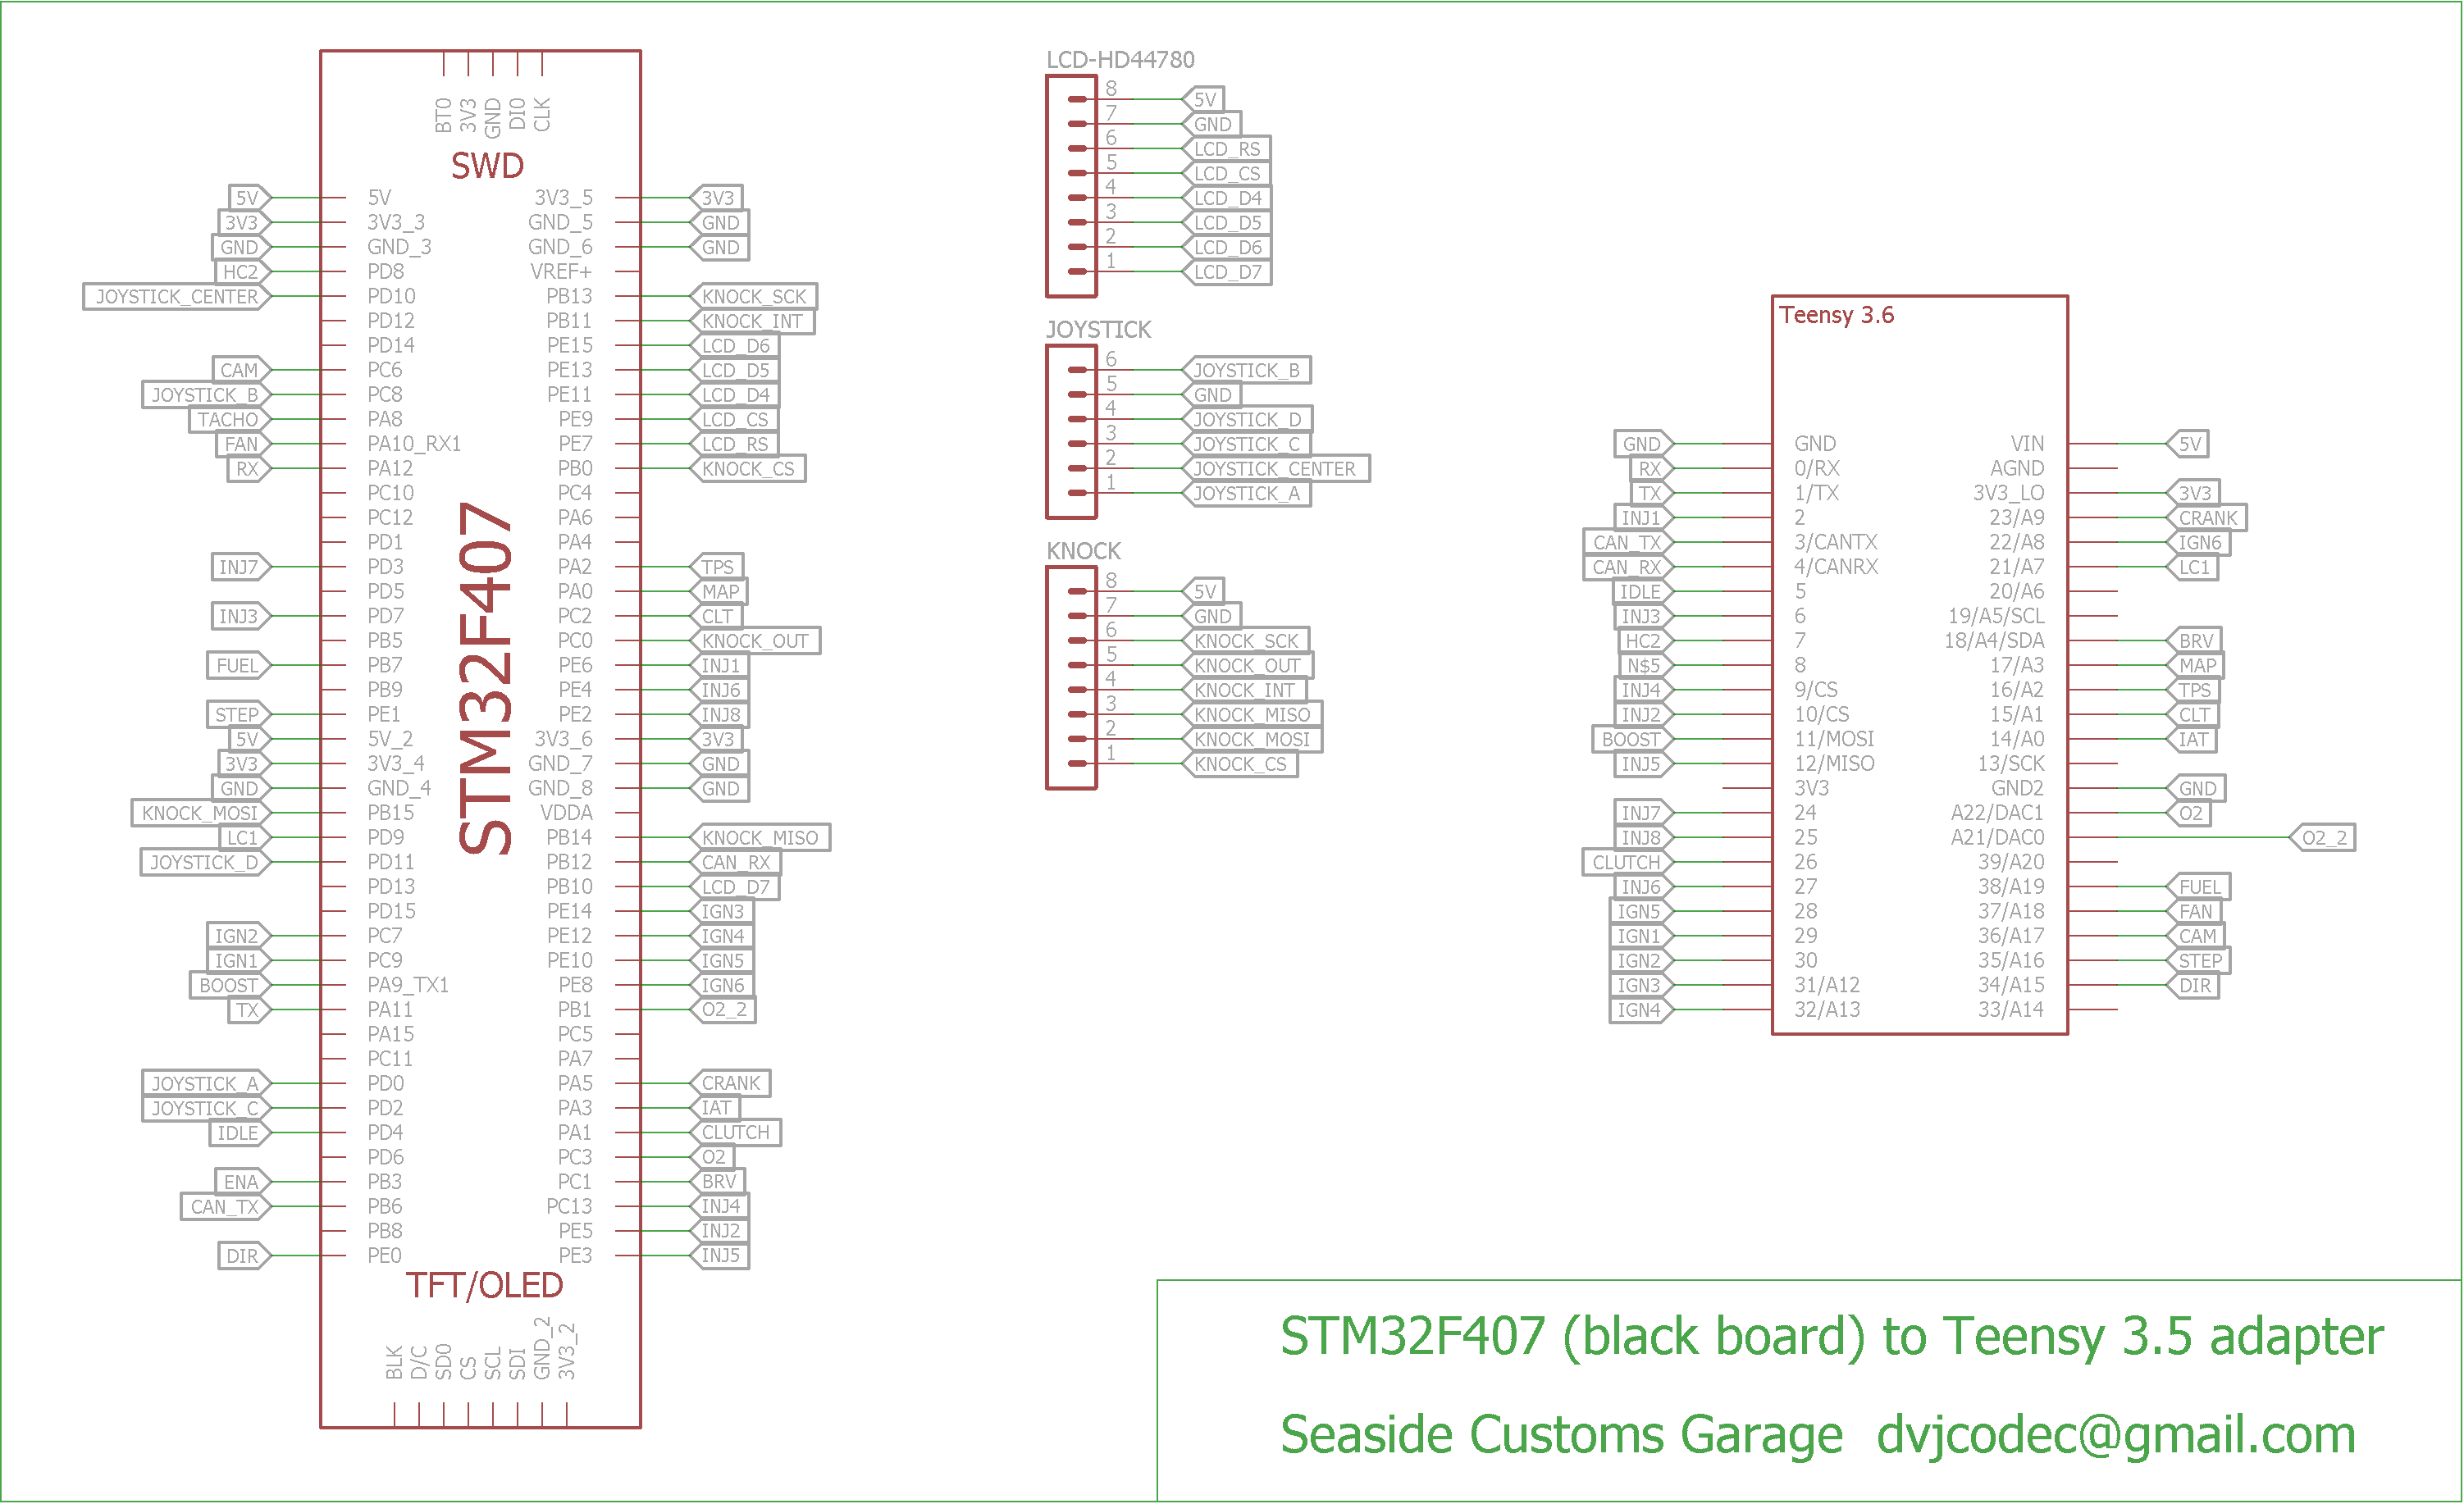 BT0 3V3 GND DI0 CLK
SWD
5V 5V 3V3_5 3V3
3V3 3V3_3 GND_5 GND
GND GND_3 GND_6 GND
HC2 PD8 VREF+
JOYSTICK_CENTER PD10 PB13 KNOCK_SCK
PD12 PB11 KNOCK_INT
PD14 PE15 LCD_D6
CAM PC6 PE13 LCD_D5
JOYSTICK_B PC8 PE11 LCD_D4
TACHO PA8 PE9 LCD_CS
FAN PA10_RX1 PE7 LCD_RS
RX PA12 PB0 KNOCK_CS
PC10 PC4
PC12 PA6
PD1 PA4
INJ7 PD3 PA2 TPS
PD5 PA0 MAP
INJ3 PD7 PC2 CLT
PB5 PC0 KNOCK_OUT
FUEL PB7 PE6 INJ1
PB9 PE4 INJ6
STEP PE1 PE2 INJ8
5V 5V_2 3V3_6 3V3
3V3 3V3_4 GND_7 GND
GND GND_4 GND_8 GND
KNOCK_MOSI PB15 VDDA
LC1 PD9 PB14 KNOCK_MISO
JOYSTICK_D PD11 PB12 CAN_RX
PD13 PB10 LCD_D7
PD15 PE14 IGN3
IGN2 PC7 PE12 IGN4
IGN1 PC9 PE10 IGN5
BOOST PA9_TX1 PE8 IGN6
TX PA11 PB1 O2_2
PA15 PC5
PC11 PA7
JOYSTICK_A PD0 PA5 CRANK
JOYSTICK_C PD2 PA3 IAT
IDLE PD4 PA1 CLUTCH
PD6 PC3 O2
ENA PB3 PC1 BRV
CAN_TX PB6 PC13 INJ4
PB8 PE5 INJ2
DIR PE0 PE3 INJ5
STM32F407
TFT/OLED
BLK D/C SD0 CS SCL SDI GND_2 3V3_2
LCD-HD44780
8 5V
7 GND
6 LCD_RS
5 LCD_CS
4 LCD_D4
3 LCD_D5
2 LCD_D6
1 LCD_D7
JOYSTICK
6 JOYSTICK_B
5 GND
4 JOYSTICK_D
3 JOYSTICK_C
2 JOYSTICK_CENTER
1 JOYSTICK_A
KNOCK
8 5V
7 GND
6 KNOCK_SCK
5 KNOCK_OUT
4 KNOCK_INT
3 KNOCK_MISO
2 KNOCK_MOSI
1 KNOCK_CS
Teensy 3.6
GND GND VIN 5V
RX 0/RX AGND
TX 1/TX 3V3_LO 3V3
INJ1 2 23/A9 CRANK
CAN_TX 3/CANTX 22/A8 IGN6
CAN_RX 4/CANRX 21/A7 LC1
IDLE 5 20/A6
INJ3 6 19/A5/SCL
HC2 7 18/A4/SDA BRV
N$5 8 17/A3 MAP
INJ4 9/CS 16/A2 TPS
INJ2 10/CS 15/A1 CLT
BOOST 11/MOSI 14/A0 IAT
INJ5 12/MISO 13/SCK
3V3 GND2 GND
INJ7 24 A22/DAC1 O2
INJ8 25 A21/DAC0 O2_2
CLUTCH 26 39/A20
INJ6 27 38/A19 FUEL
IGN5 28 37/A18 FAN
IGN1 29 36/A17 CAM
IGN2 30 35/A16 STEP
IGN3 31/A12 34/A15 DIR
IGN4 32/A13 33/A14
STM32F407 (black board) to Teensy 3.5 adapter
Seaside Customs Garage dvjcodec@gmail.com